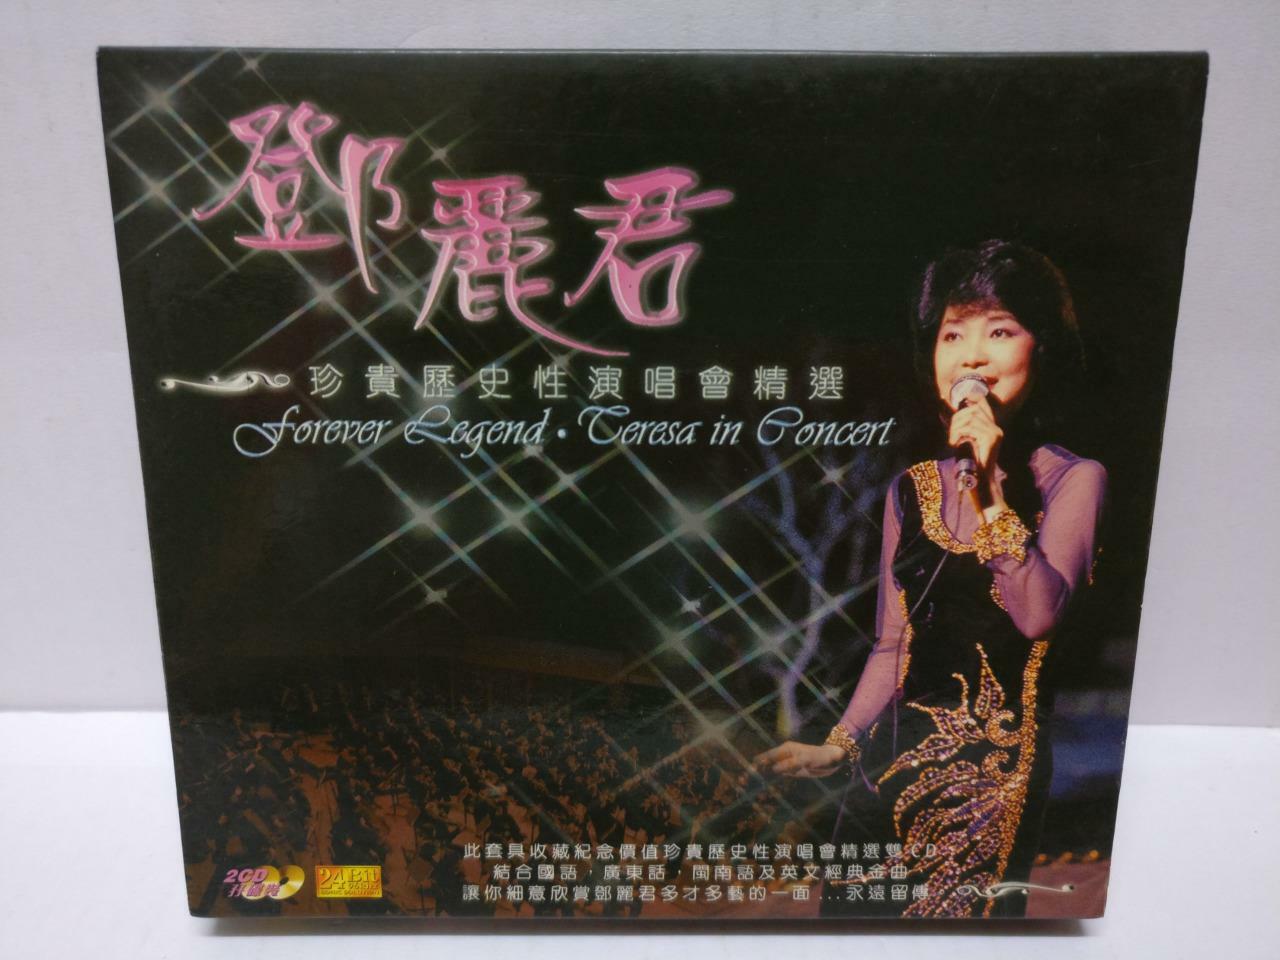 鄧麗君
珍貴歷史性演唱會精選
Forever Legend · Teresa in Concert
此套具收藏紀念價值珍貴歷史性演唱會精選雙CD
結合國語，廣東話，閩南語及英文經典金曲
讓你細意欣賞鄧麗君多才多藝的一面...永遠留傳
2CD
24Bit